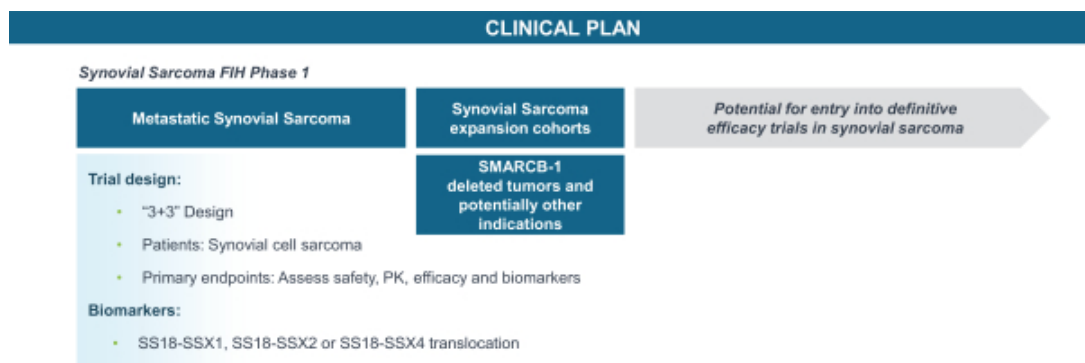 CLINICAL PLAN
Synovial Sarcoma FIH Phase 1
Metastatic Synovial Sarcoma
Synovial Sarcoma
expansion cohorts
Potential for entry into definitive
efficacy trials in synovial sarcoma
SMARCB-1
deleted tumors and
potentially other
indications
Trial design:
• “3+3” Design
• Patients: Synovial cell sarcoma
• Primary endpoints: Assess safety, PK, efficacy and biomarkers
Biomarkers:
• SS18-SSX1, SS18-SSX2 or SS18-SSX4 translocation